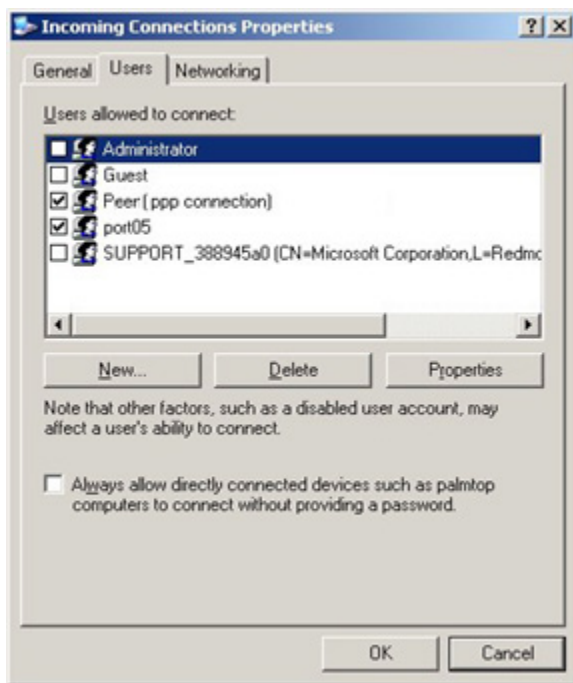 Incoming Connections Properties
General Users Networking
Users allowed to connect:
Administrator
Guest
Peer (ppp connection)
port05
SUPPORT_388945a0 (CN=Microsoft Corporation,L=Redmc
New... Delete Properties
Note that other factors, such as a disabled user account, may
affect a user's ability to connect.
Always allow directly connected devices such as palmtop
computers to connect without providing a password.
OK Cancel